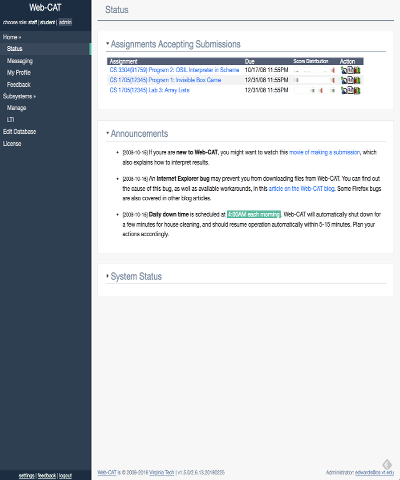 Web-CAT
choose role: staff | student | admin
Home »
Status
Messaging
My Profile
Feedback
Subsystems »
Manage
LTI
Edit Database
License
settings | feedback | logout
Status
Assignments Accepting Submissions
Assignment Due Score Distribution Action
CS 3304(91759) Program 2: OSIL Interpreter in Scheme 10/17/08 11:55PM
CS 1705(12345) Program 1: Invisible Box Game 12/31/08 11:55PM
CS 1705(12345) Lab 3: Array Lists 12/31/08 11:55PM
Announcements
• [2008-10-16] If you are new to Web-CAT, you might want to watch this movie of making a submission, which
also explains how to interpret results.
• [2008-10-16] An Internet Explorer bug may prevent you from downloading files from Web-CAT. You can find out
the cause of this bug, as well as available workarounds, in this article on the Web-CAT blog. Some Firefox bugs
are also covered in other blog articles.
• [2008-10-16] Daily down time is scheduled at 4:00AM each morning. Web-CAT will automatically shut down for
a few minutes for house cleaning, and should resume operation automatically within 5-15 minutes. Plan your
actions accordingly.
System Status
Web-CAT is © 2006-2018 Virginia Tech | v1.5.0/2.6.13.20180226 Administration: edwards@cs.vt.edu